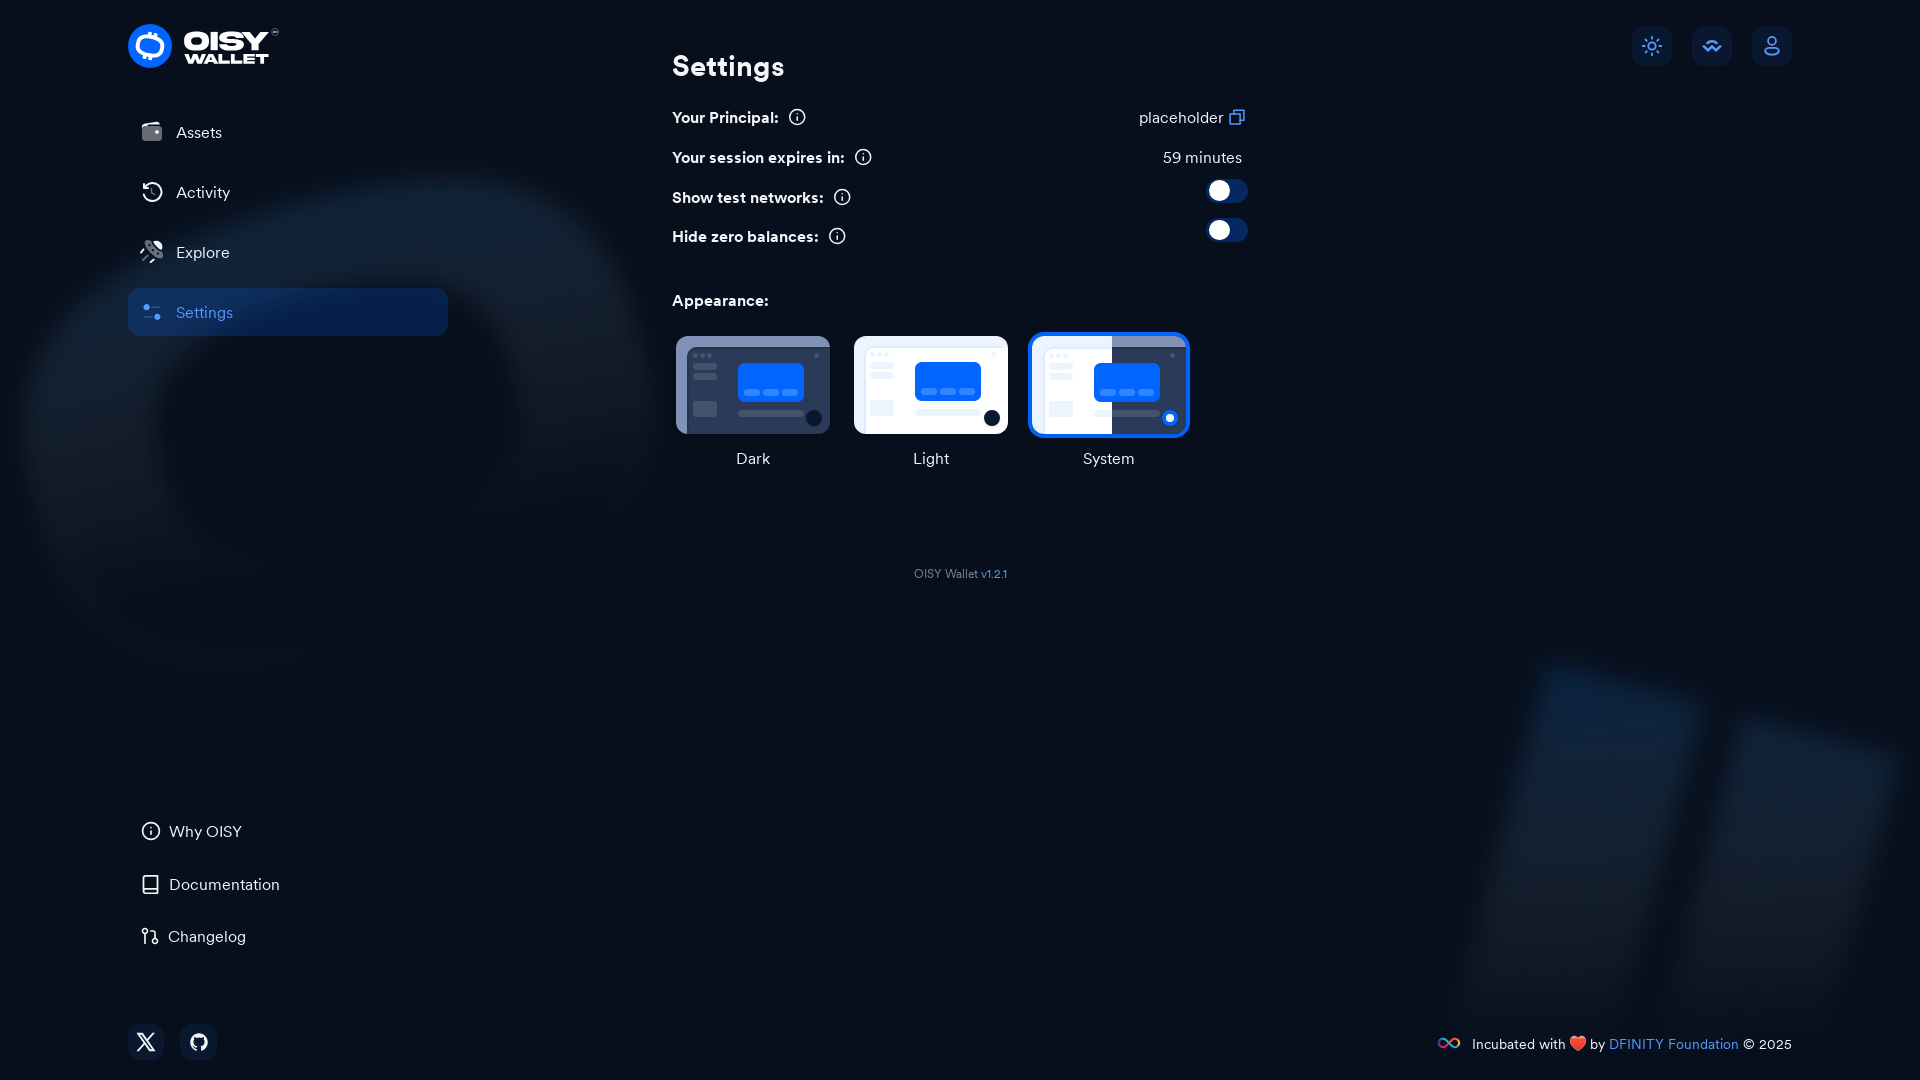 OISY
WALLET
Settings
Your Principal:
placeholder
Your session expires in:
59 minutes
Show test networks:
Hide zero balances:
Appearance:
Dark
Light
System
OISY Wallet v1.2.1
Assets
Activity
Explore
Settings
Why OISY
Documentation
Changelog
Incubated with ❤️ by DFINITY Foundation © 2025